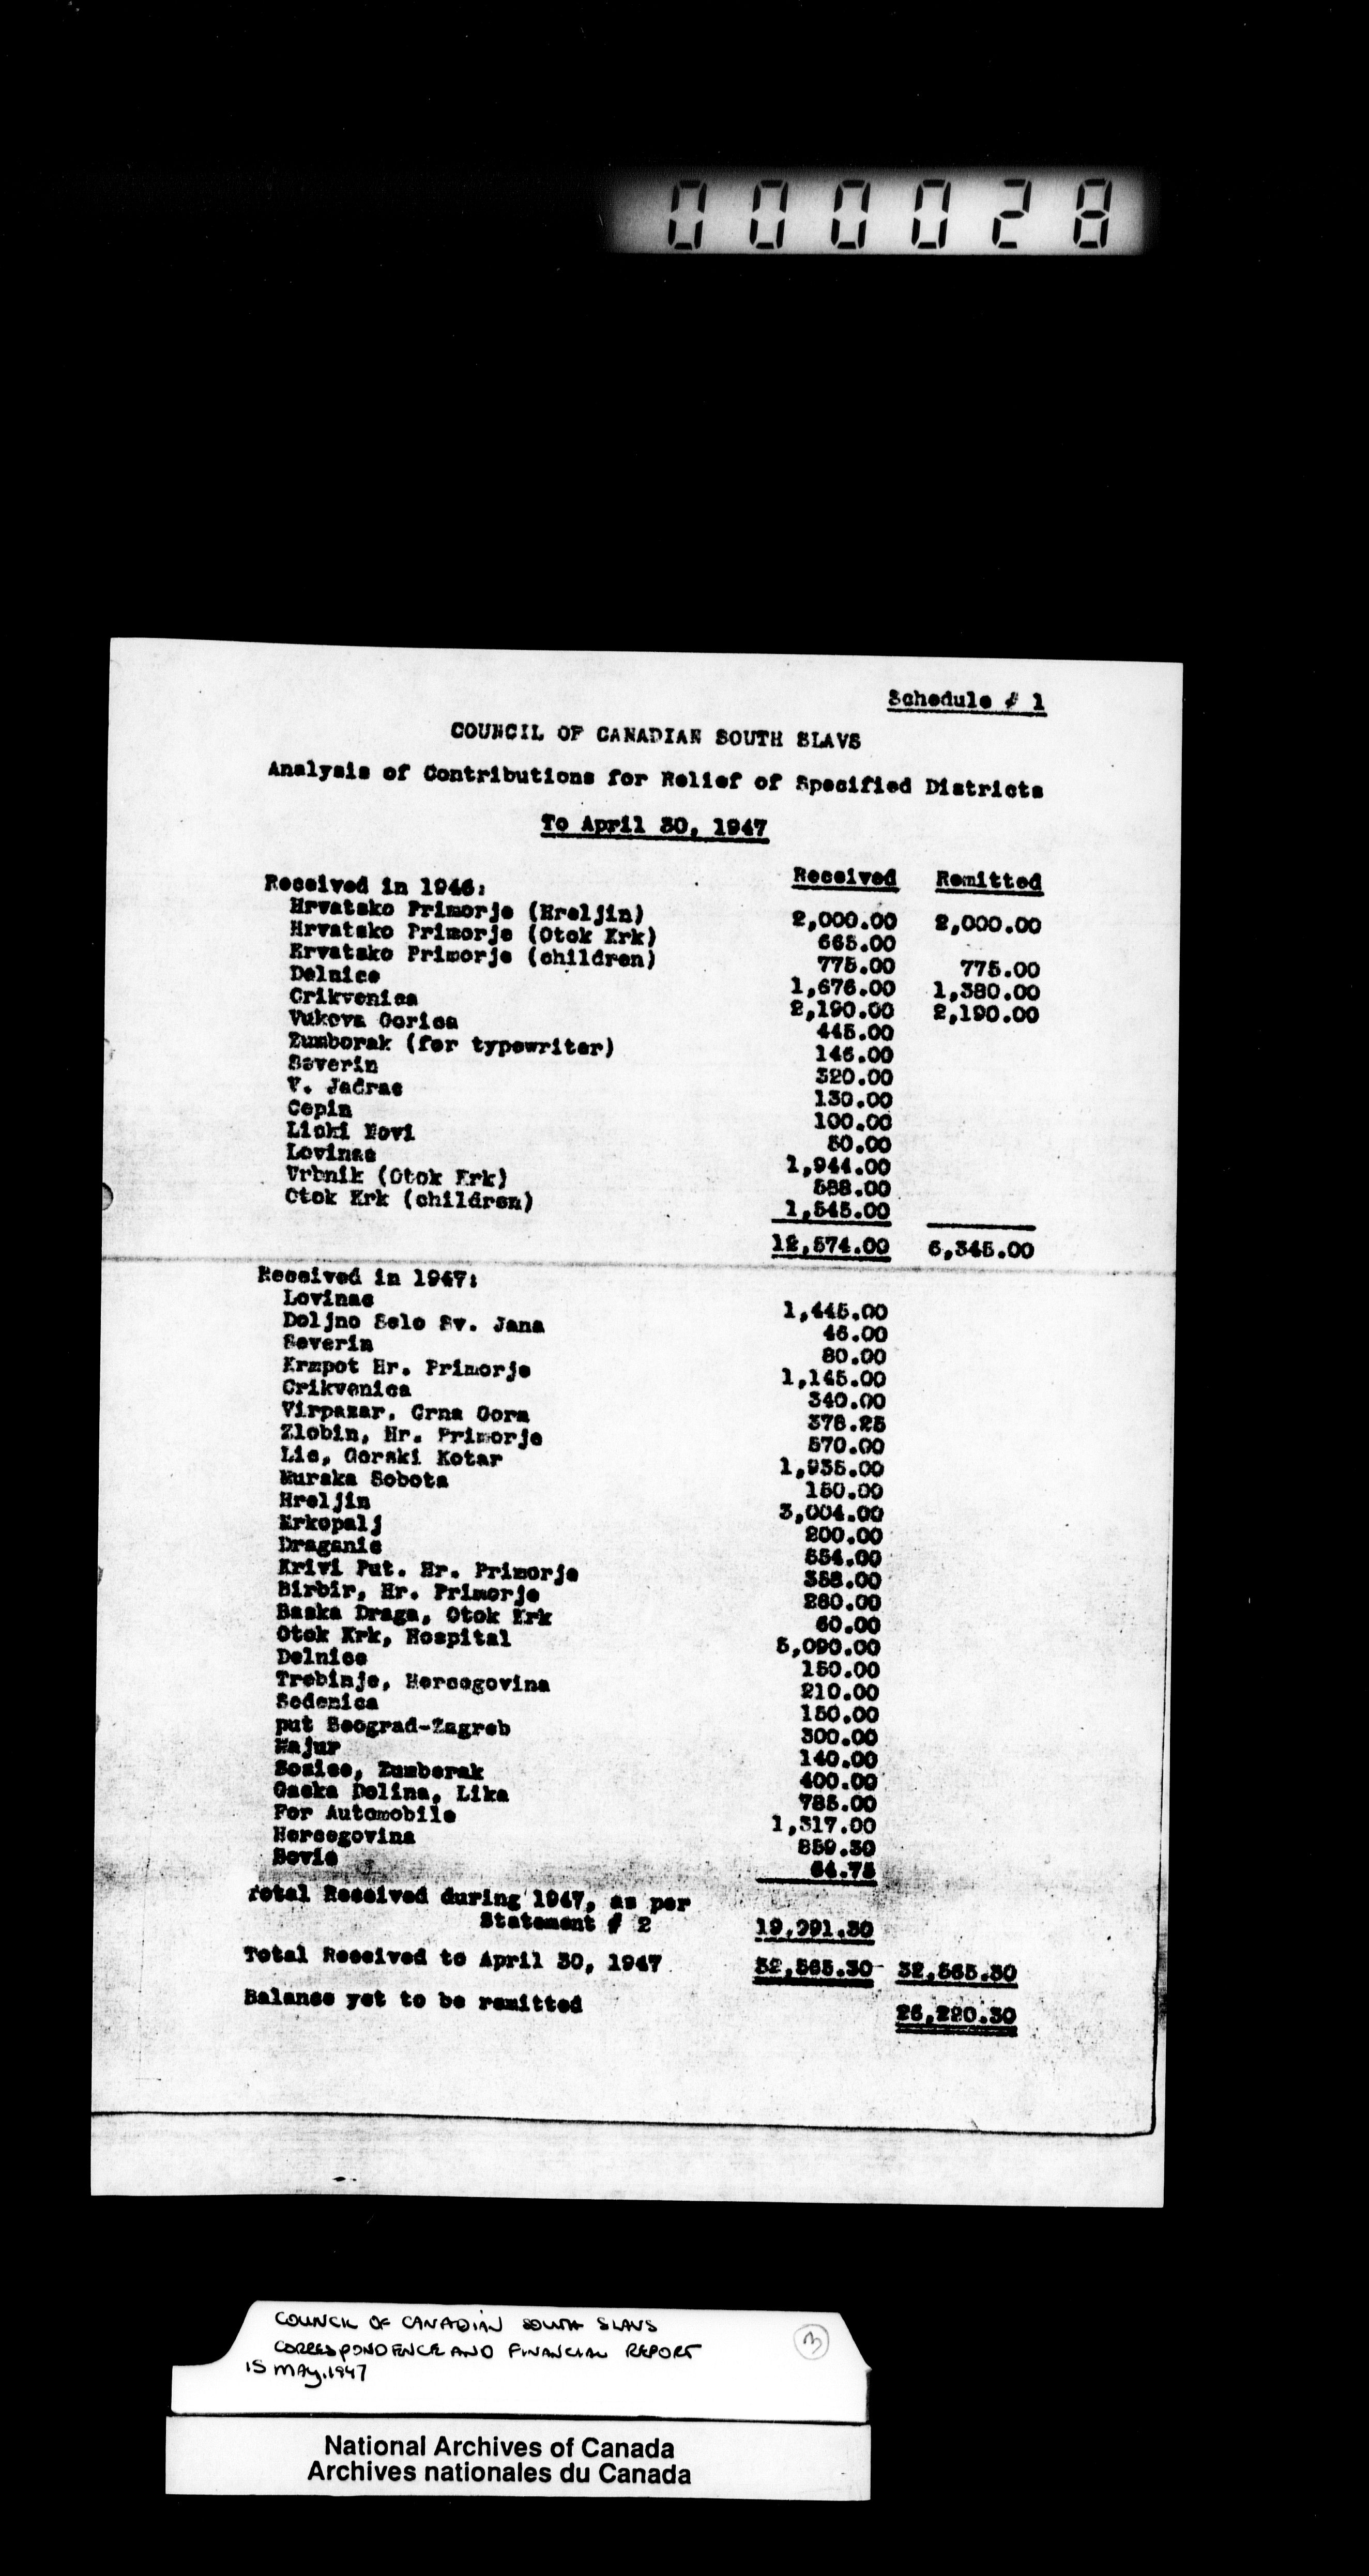 000028
Schedule # 1
COUNCIL OF CANADIAN SOUTH SLAVS
Analysis of Contributions for Relief of Specified Districts
To April 30, 1947
Received Remitted
Received in 1946:
Hrvatsko Primorje (Hreljin) 2,000.00 2,000.00
Hrvatsko Primorje (Otok Krk) 665.00
Hrvatsko Primorje (children) 775.00 775.00
Delnice 1,676.00 1,380.00
Crikvenica 2,190.00 2,190.00
Vukova Gorica 445.00
Zumborak (for typewriter) 146.00
Severin 320.00
V. Jadrac 130.00
Cepin 100.00
Licki Novi 50.00
Lovinac 1,944.00
Vrbnik (Otok Krk) 588.00
Otok Krk (children) 1,545.00
12,574.00 6,345.00
Received in 1947:
Lovinac 1,445.00
Doljno Selo Sv. Jana 46.00
Severin 80.00
Krmpot Hr. Primorje 1,145.00
Crikvenica 340.00
Virpazar, Crna Gora 378.25
Zlobin, Hr. Primorje 570.00
Lic, Gorski Kotar 1,935.00
Murska Sobota 150.00
Hreljin 3,004.00
Mrkopalj 200.00
Draganic 554.00
Krivi Put. Hr. Primorje 358.00
Birbir, Hr. Primorje 260.00
Baska Draga, Otok Krk 60.00
Otok Krk, Hospital 5,090.00
Delnice 150.00
Trebinje, Hercegovina 210.00
Sodenica 150.00
put Beograd-Zagreb 300.00
Majur 140.00
Sosice, Zumberak 400.00
Gacka Dolina, Lika 785.00
For Automobile 1,317.00
Hercegovina 859.30
Sovic 64.75
Total Received during 1947, as per
Statement # 2 19,991.30
Total Received to April 30, 1947 32,565.30 32,565.30
Balance yet to be remitted 26,220.30
COUNCIL OF CANADIAN SOUTH SLAVS
CORRESPONDENCE AND FINANCIAL REPORT
15 MAY, 1947
3
National Archives of Canada
Archives nationales du Canada